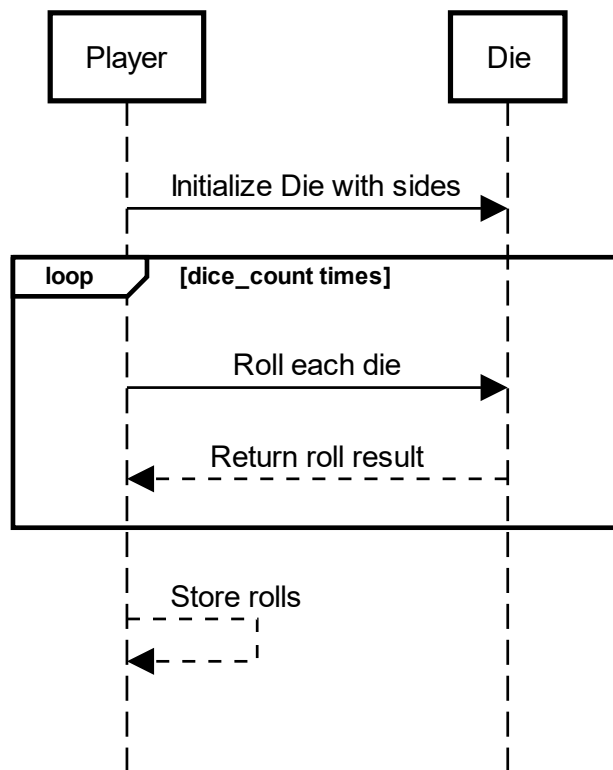 Player
Die
Initialize Die with sides
loop
[dice_count times]
Roll each die
Return roll result
Store rolls